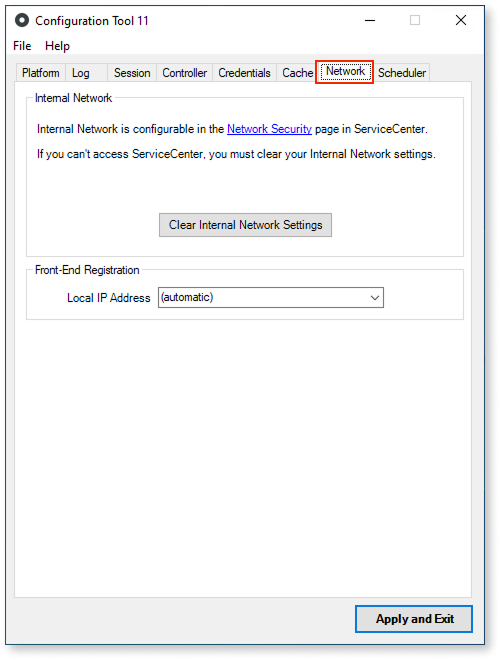 Configuration Tool 11
File Help
Platform Log Session Controller Credentials Cache Network Scheduler
Internal Network
Internal Network is configurable in the Network Security page in ServiceCenter.
If you can't access ServiceCenter, you must clear your Internal Network settings.
Clear Internal Network Settings
Front-End Registration
Local IP Address (automatic)
Apply and Exit